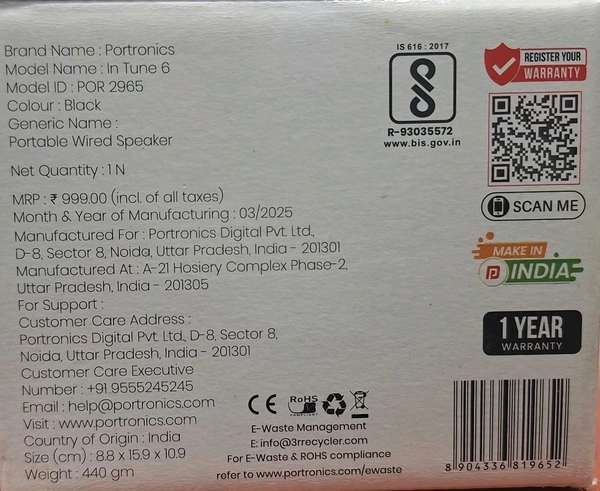 Brand Name : Portronics
Model Name : In Tune 6
Model ID : POR 2965
Colour : Black
Generic Name :
Portable Wired Speaker
Net Quantity : 1 N
MRP : ₹ 999.00 (incl. of all taxes)
Month & Year of Manufacturing : 03/2025
Manufactured For : Portronics Digital Pvt. Ltd.,
D-8, Sector 8, Noida, Uttar Pradesh, India - 201301
Manufactured At : A-21 Hosiery Complex Phase-2,
Uttar Pradesh, India - 201305
For Support :
Customer Care Address :
Portronics Digital Pvt. Ltd., D-8, Sector 8,
Noida, Uttar Pradesh, India - 201301
Customer Care Executive
Number : +91 9555245245
Email : help@portronics.com
Visit : www.portronics.com
Country of Origin : India
Size (cm) : 8.8 x 15.9 x 10.9
Weight : 440 gm
IS 616 : 2017
R-93035572
www.bis.gov.in
REGISTER YOUR
WARRANTY
SCAN ME
MAKE IN
INDIA
1 YEAR
WARRANTY
CE
RoHS
COMPLIANT
E-Waste Management
E: info@3rrecycler.com
For E-Waste & ROHS compliance
refer to www.portronics.com/ewaste
8 904336 819652